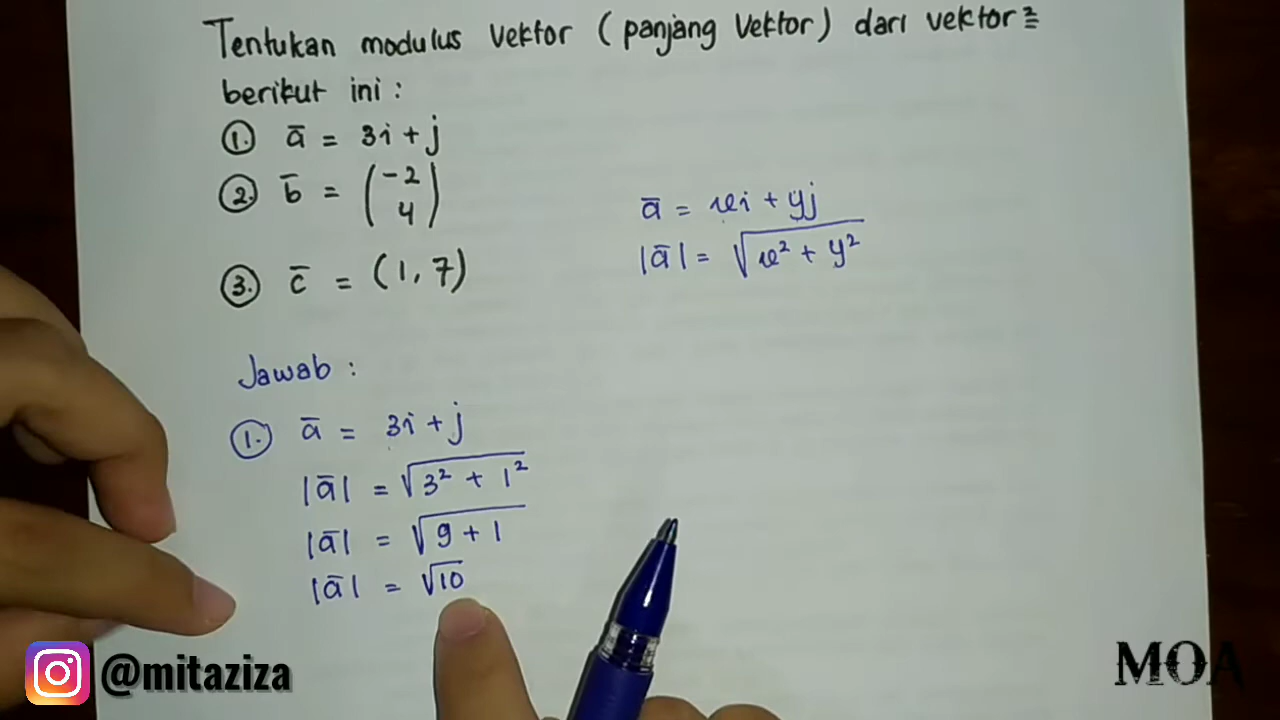 Tentukan modulus vektor (panjang vektor) dari vektor²
berikut ini :
1. a̅ = 3i + j
2. b̅ = (-2
4)
3. c̅ = (1, 7)
a̅ = xi + yj
|a̅| = √x² + y²
Jawab :
1. a̅ = 3i + j
|a̅| = √3² + 1²
|a̅| = √9 + 1
|a̅| = √10
@mitaziza
MOA